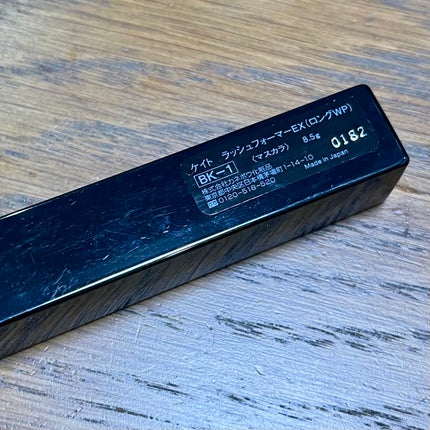 ケイト ラッシュフォーマーEX(ロングWP)
BK-1 (マスカラ) 8.5g 0182
株式会社カネボウ化粧品
東京都中央区日本橋茅場町1-14-10
0120-518-520 Made in Japan